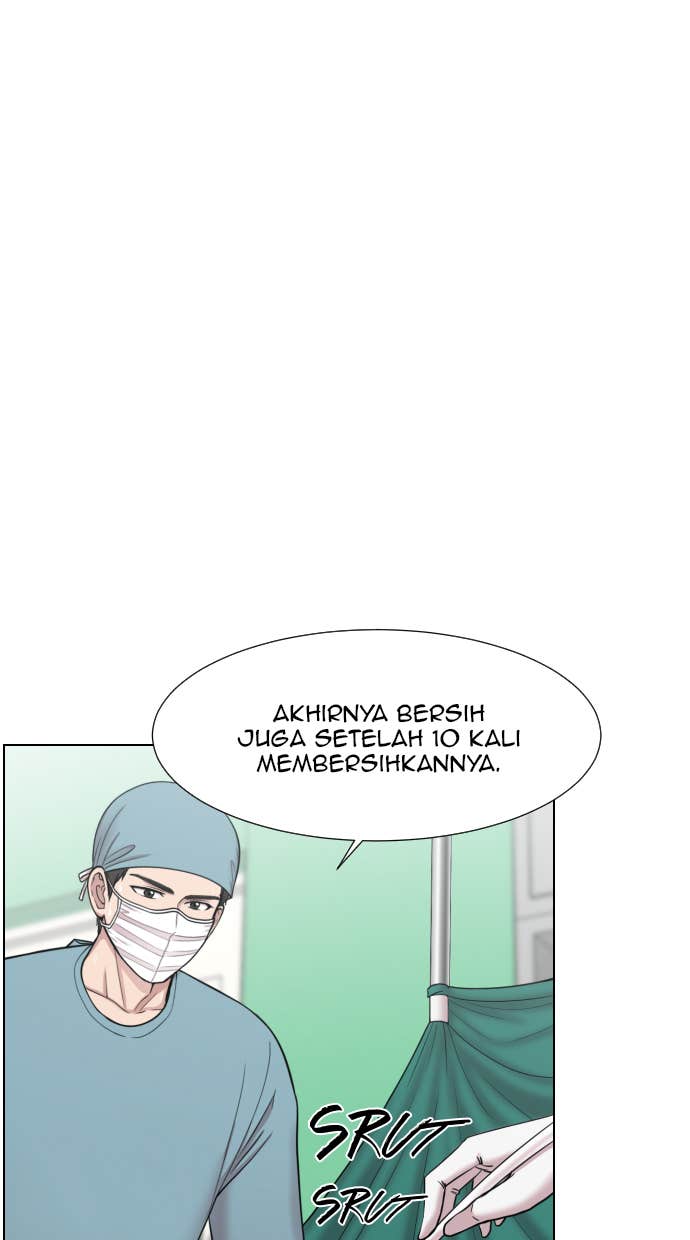 AKHIRNYA BERSIH
JUGA SETELAH 10 KALI
MEMBERSIHKANNYA.
SRUT
SRUT